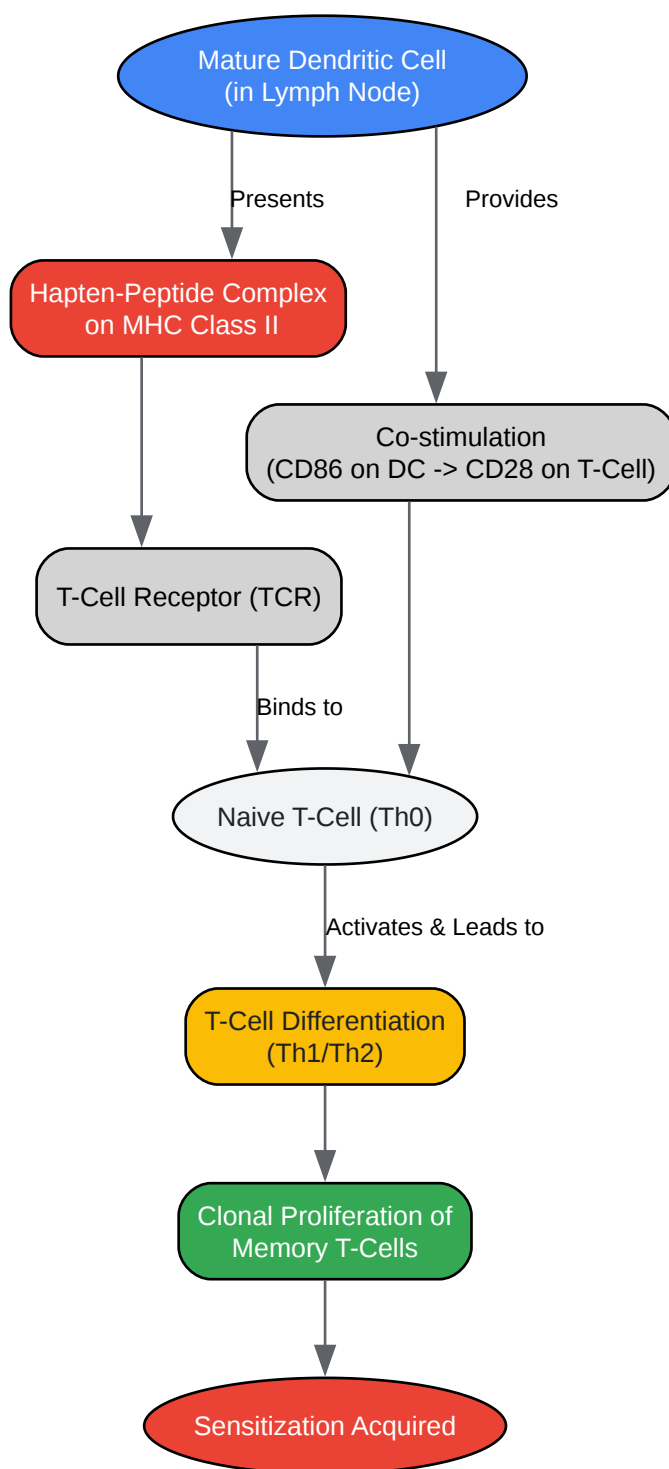 Mature Dendritic Cell
(in Lymph Node)
Presents
Provides
Hapten-Peptide Complex
on MHC Class II
Co-stimulation
(CD86 on DC -> CD28 on T-Cell)
T-Cell Receptor (TCR)
Binds to
Naive T-Cell (Th0)
Activates & Leads to
T-Cell Differentiation
(Th1/Th2)
Clonal Proliferation of
Memory T-Cells
Sensitization Acquired